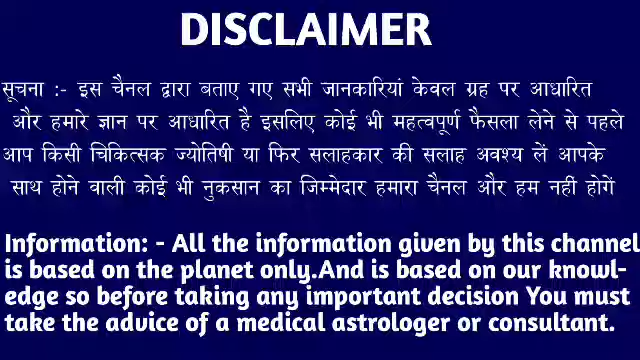 DISCLAIMER
सूचना :- इस चैनल द्वारा बताए गए सभी जानकारियां केवल ग्रह पर आधारित
और हमारे ज्ञान पर आधारित है इसलिए कोई भी महत्वपूर्ण फैसला लेने से पहले
आप किसी चिकित्सक ज्योतिषी या फिर सलाहकार की सलाह अवश्य लें आपके
साथ होने वाली कोई भी नुकसान का जिम्मेदार हमारा चैनल और हम नहीं होगें
Information: - All the information given by this channel
is based on the planet only.And is based on our knowl-
edge so before taking any important decision You must
take the advice of a medical astrologer or consultant.